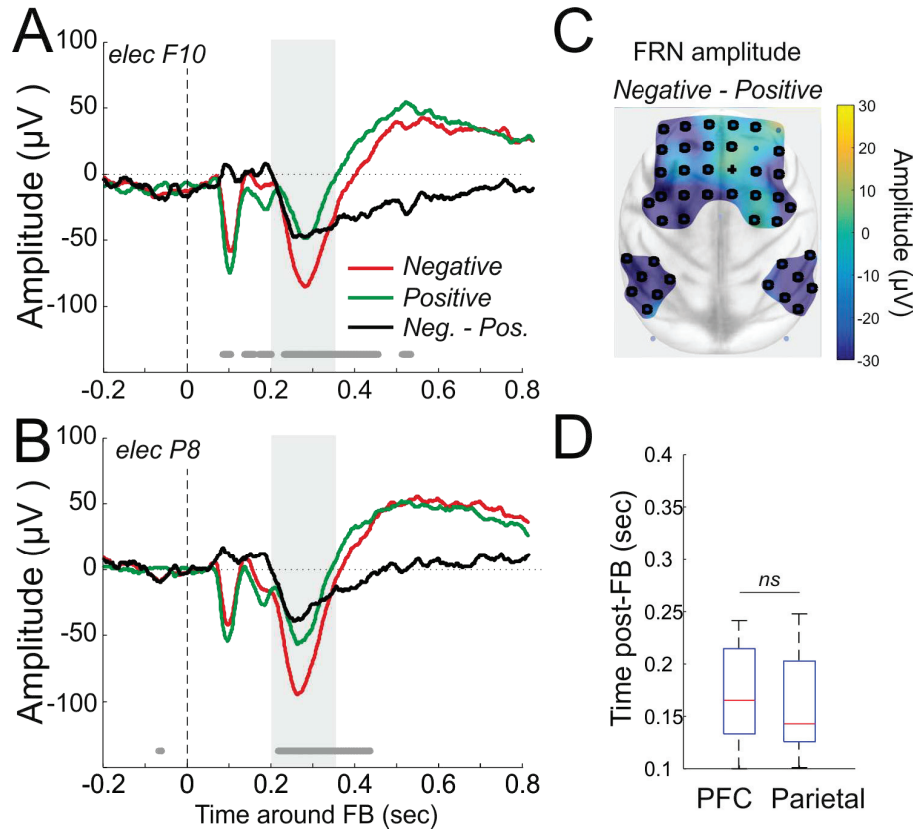 A
elec F10
100
50
0
-50
-100
Amplitude (µV)
Negative
Positive
Neg. - Pos.
-0.2 0 0.2 0.4 0.6 0.8
B
elec P8
100
50
0
-50
-100
Amplitude (µV)
-0.2 0 0.2 0.4 0.6 0.8
Time around FB (sec)
C
FRN amplitude
Negative - Positive
30
20
10
0
-10
-20
-30
Amplitude (µV)
D
0.4
0.35
0.3
0.25
0.2
0.15
0.1
Time post-FB (sec)
ns
PFC Parietal